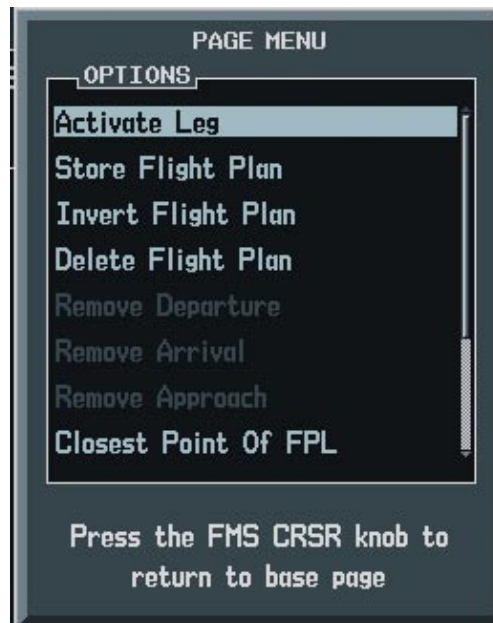 PAGE MENU
OPTIONS
Activate Leg
Store Flight Plan
Invert Flight Plan
Delete Flight Plan
Remove Departure
Remove Arrival
Remove Approach
Closest Point Of FPL
Press the FMS CRSR knob to
return to base page